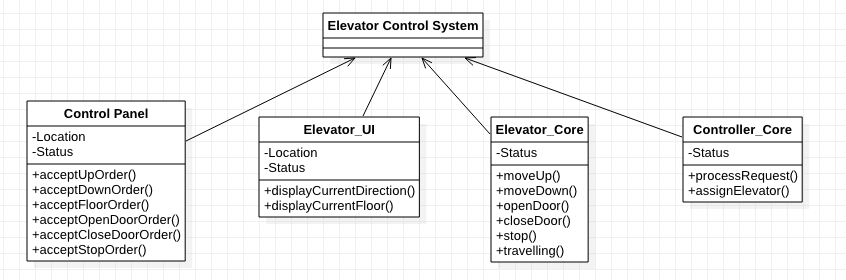 Elevator Control System
Control Panel
-Location
-Status
+acceptUpOrder()
+acceptDownOrder()
+acceptFloorOrder()
+acceptOpenDoorOrder()
+acceptCloseDoorOrder()
+acceptStopOrder()
Elevator_UI
-Location
-Status
+displayCurrentDirection()
+displayCurrentFloor()
Elevator_Core
-Status
+moveUp()
+moveDown()
+openDoor()
+closeDoor()
+stop()
+travelling()
Controller_Core
-Status
+processRequest()
+assignElevator()